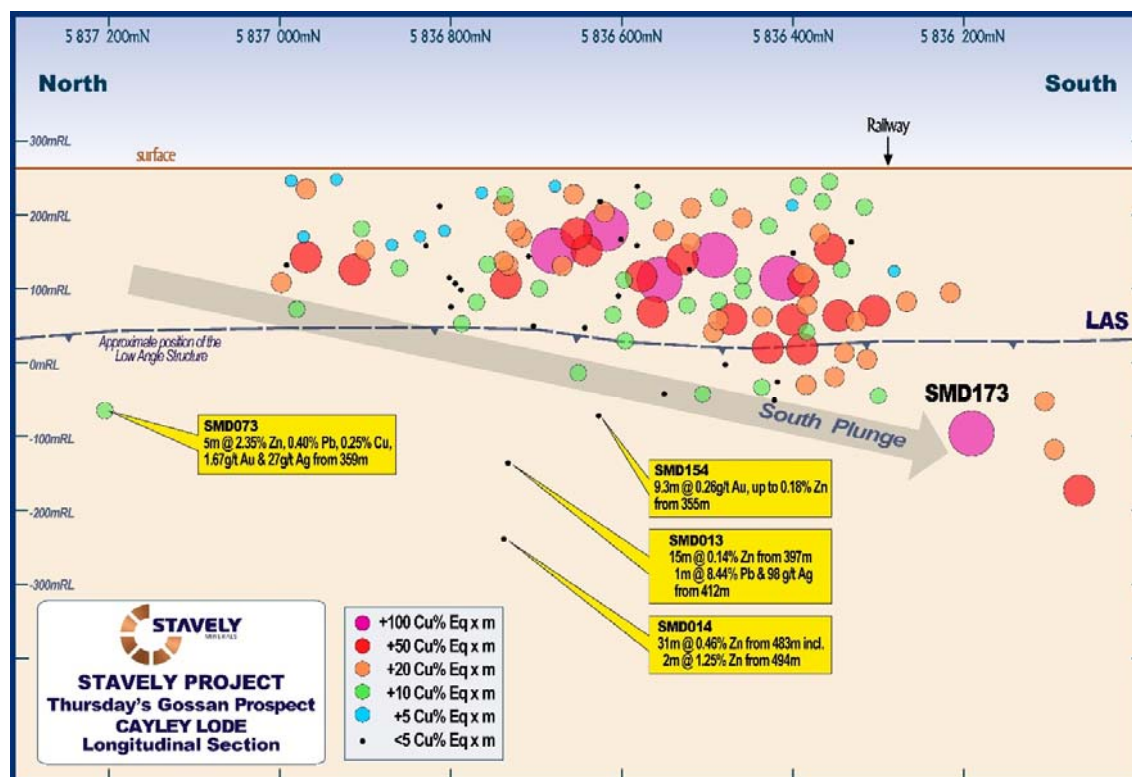 5 837 200mN 5 837 000mN 5 836 800mN 5 836 600mN 5 836 400mN 5 836 200mN
North
South
Railway
300mRL
surface
200mRL
100mRL
LAS
Approximale position of the
Low Angle Structure
0mRL
SMD173
South Plunge
SMD073
5m @ 2.35% Zn, 0.40% Pb, 0.25% Cu,
1.67g/t Au & 27g/t Ag from 359m
-100mRL
SMD154
9.3m @ 0.26g/t Au, up to 0.18% Zn
from 355m
-200mRL
SMD013
15m @ 0.14% Zn from 397m
1m @ 8.44% Pb & 98 g/t Ag
from 412m
-300mRL
SMD014
31m @ 0.46% Zn from 483m incl.
2m @ 1.25% Zn from 494m
STAVELY
MINERALS
STAVELY PROJECT
Thursday's Gossan Prospect
CAYLEY LODE
Longitudinal Section
+100 Cu% Eq x m
+50 Cu% Eq x m
+20 Cu% Eq x m
+10 Cu% Eq x m
+5 Cu% Eq x m
<5 Cu% Eq x m